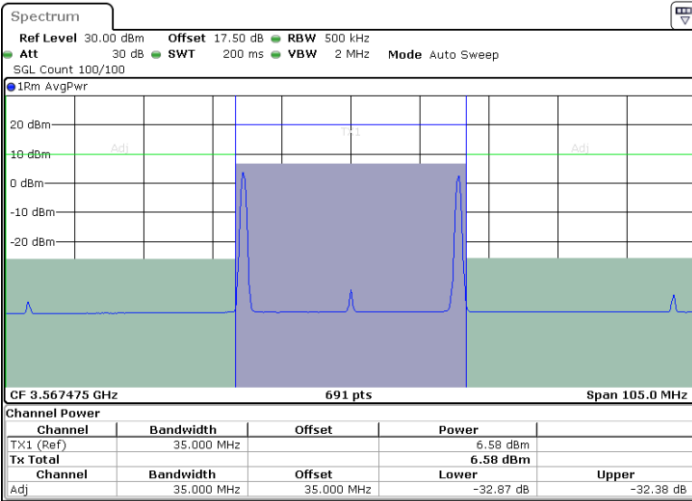 Spectrum
Ref Level 30.00 dBm Offset 17.50 dB RBW 500 kHz
Att 30 dB SWT 200 ms VBW 2 MHz Mode Auto Sweep
SGL Count 100/100
1Rm AvgPwr
20 dBm
TX1
Adj Adj
10 dBm
0 dBm
-10 dBm
-20 dBm
CF 3.567475 GHz 691 pts Span 105.0 MHz
Channel Power
Channel Bandwidth Offset Power
TX1 (Ref) 35.000 MHz 6.58 dBm
Tx Total 6.58 dBm
Channel Bandwidth Offset Lower Upper
Adj 35.000 MHz 35.000 MHz -32.87 dB -32.38 dB